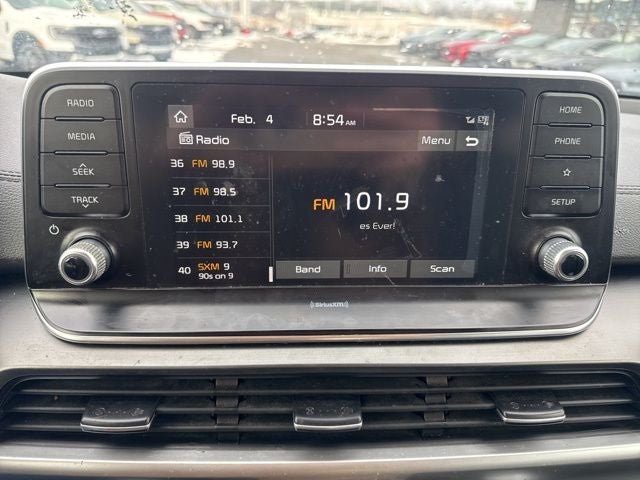 RADIO
MEDIA
SEEK
TRACK
Feb. 4 8:54 AM
Radio Menu
36 FM 98.9
37 FM 98.5
38 FM 101.1
39 FM 93.7
40 SXM 9
90s on 9
FM 101.9
es Ever!
Band Info Scan
HOME
PHONE
SETUP
((SiriusXM))